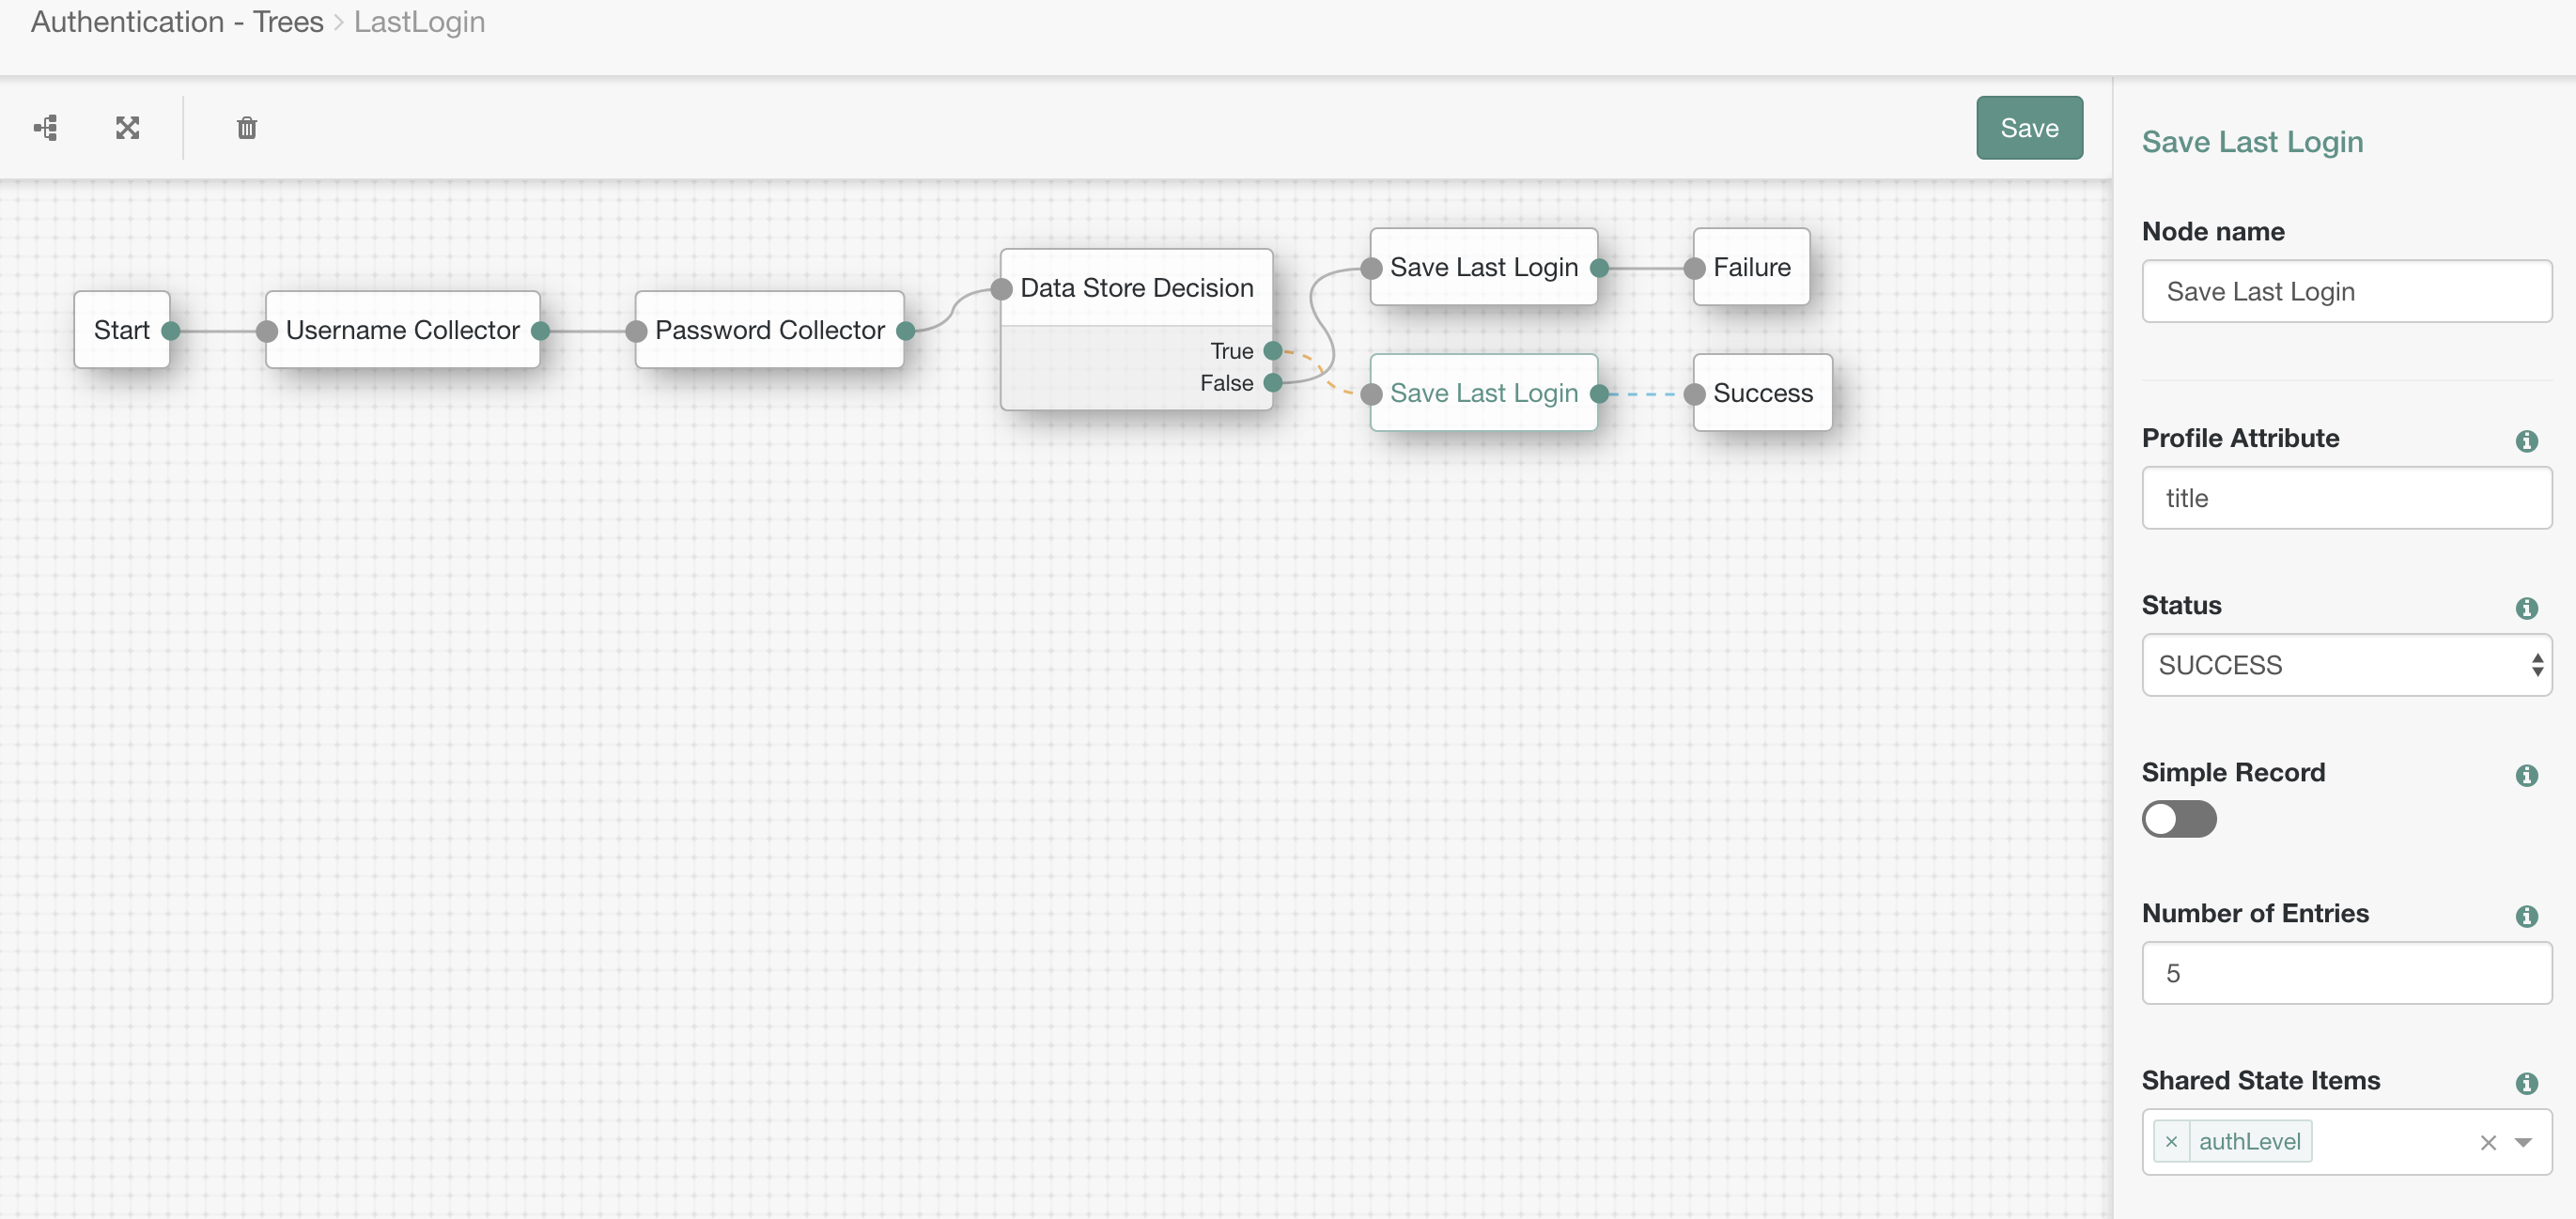 Authentication - Trees > LastLogin
Save
Start
Username Collector
Password Collector
Data Store Decision
True
False
Save Last Login
Failure
Save Last Login
Success
Save Last Login
Node name
Save Last Login
Profile Attribute
title
Status
SUCCESS
Simple Record
Number of Entries
5
Shared State Items
× authLevel